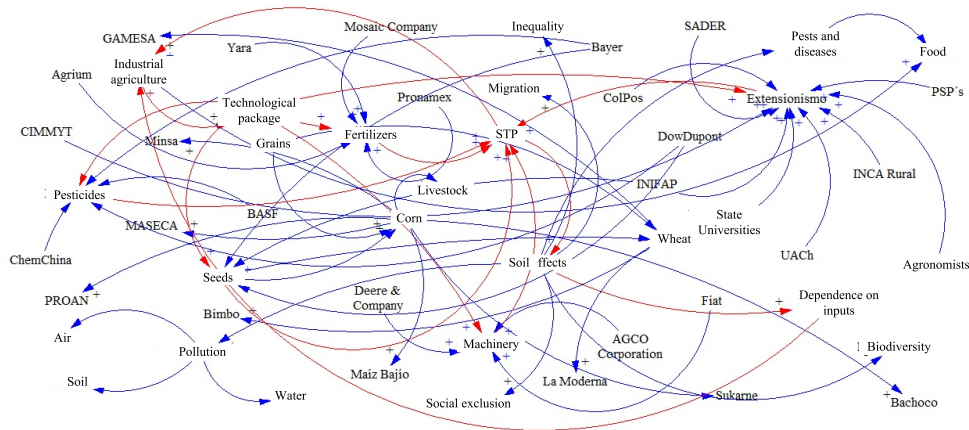 Mosaic Company
Inequality
SADER
GAMESA
Yara
Bayer
Pests and
diseases
Food
Industrial
agriculture
Agrium
Migration
ColPos
Extensionismo
PSP´s
Technological
package
Pronamex
CIMMYT
Minsa
Grains
Fertilizers
STP
DowDupont
Pesticides
Livestock
INIFAP
INCA Rural
BASF
MASECA
Corn
State
Universities
Wheat
ChemChina
Seeds
Soil ffects
UACh
Agronomists
PROAN
Deere &
Company
Fiat
Dependence on
inputs
Bimbo
Air
Pollution
Machinery
AGCO
Corporation
Biodiversity
Soil
Maiz Bajío
La Moderna
Water
Social exclusion
Sukarne
Bachoco